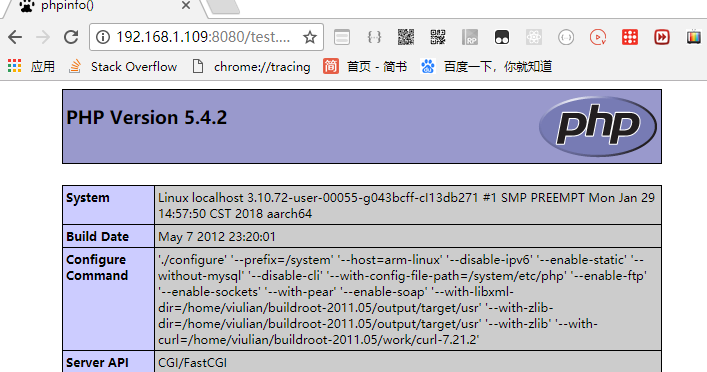 phpinfo()
192.168.1.109:8080/test....
应用 Stack Overflow chrome://tracing 简 首页 - 简书 百度一下，你就知道
PHP Version 5.4.2
php
System Linux localhost 3.10.72-user-00055-g043bcff-cI13db271 #1 SMP PREEMPT Mon Jan 29
14:57:50 CST 2018 aarch64
Build Date May 7 2012 23:20:01
Configure './configure' '--prefix=/system' '--host=arm-linux' '--disable-ipv6' '--enable-static' '--
Command without-mysql' '--disable-cli' '--with-config-file-path=/system/etc/php' '--enable-ftp'
'--enable-sockets' '--with-pear' '--enable-soap' '--with-libxml-
dir=/home/viulian/buildroot-2011.05/output/target/usr' '--with-zlib-
dir=/home/viulian/buildroot-2011.05/output/target/usr' '--with-zlib' '--with-
curl=/home/viulian/buildroot-2011.05/work/curl-7.21.2'
Server API CGI/FastCGI